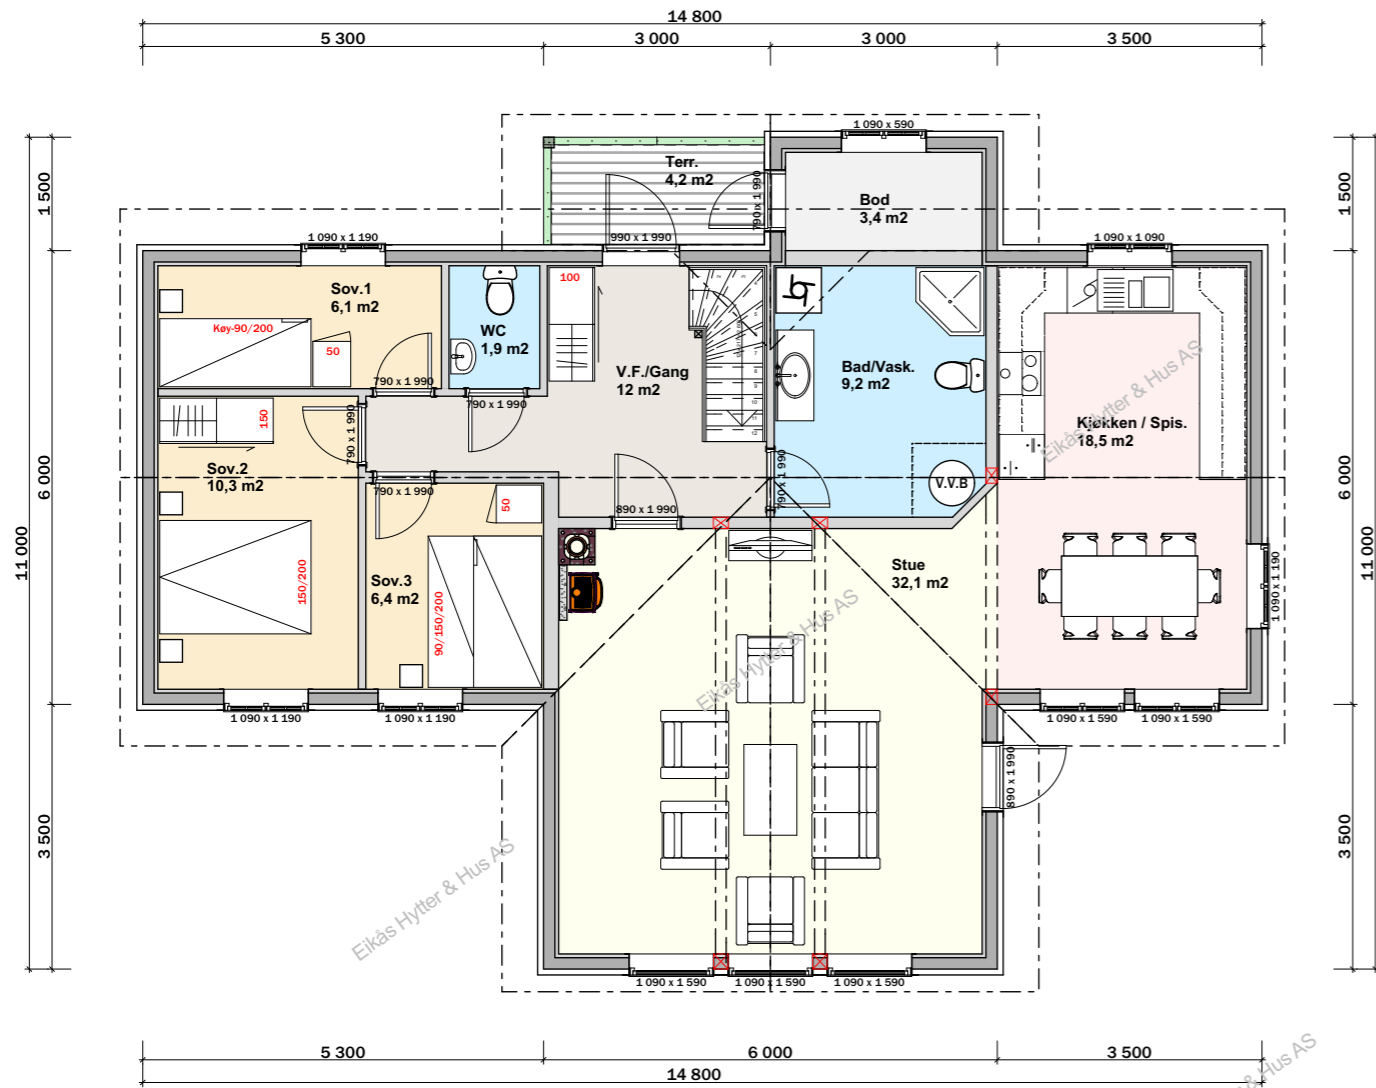 14 800
5 300
3 000
3 000
3 500
1 090 x 590
Terr.
4,2 m2
790 x 1 990
Bod
3,4 m2
1 500
1 500
1 090 x 1 190
990 x 1 990
1 090 x 1 090
Sov.1
6,1 m2
Køy-90/200
50
790 x 1 990
WC
1,9 m2
790 x 1 990
100
V.F./Gang
12 m2
Bad/Vask.
9,2 m2
Kjøkken / Spis.
18,5 m2
Eikås Hytter & Hus AS
150
790 x 1 990
Sov.2
10,3 m2
790 x 1 990
50
890 x 1 990
790 x 1 990
V.V.B
6 000
6 000
11 000
11 000
150/200
Sov.3
6,4 m2
90/150/200
Stue
32,1 m2
1 090 x 1 190
Eikås Hytter & Hus AS
1 090 x 1 190
1 090 x 1 190
1 090 x 1 590
1 090 x 1 590
890 x 1 990
3 500
3 500
Eikås Hytter & Hus AS
1 090 x 1 590
1 090 x 1 590
1 090 x 1 590
5 300
6 000
3 500
14 800
& Hus AS